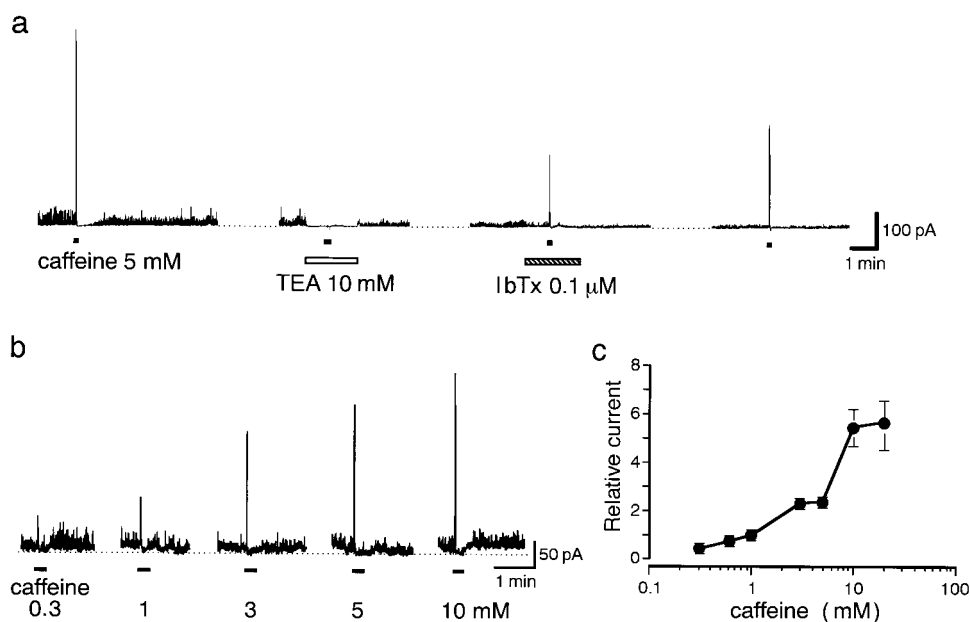 a
caffeine 5 mM
TEA 10 mM
IbTx 0.1 μM
100 pA
1 min
b
caffeine
0.3
1
3
5
10 mM
50 pA
1 min
c
Relative current
8
6
4
2
0
0.1
1
10
100
caffeine (mM)